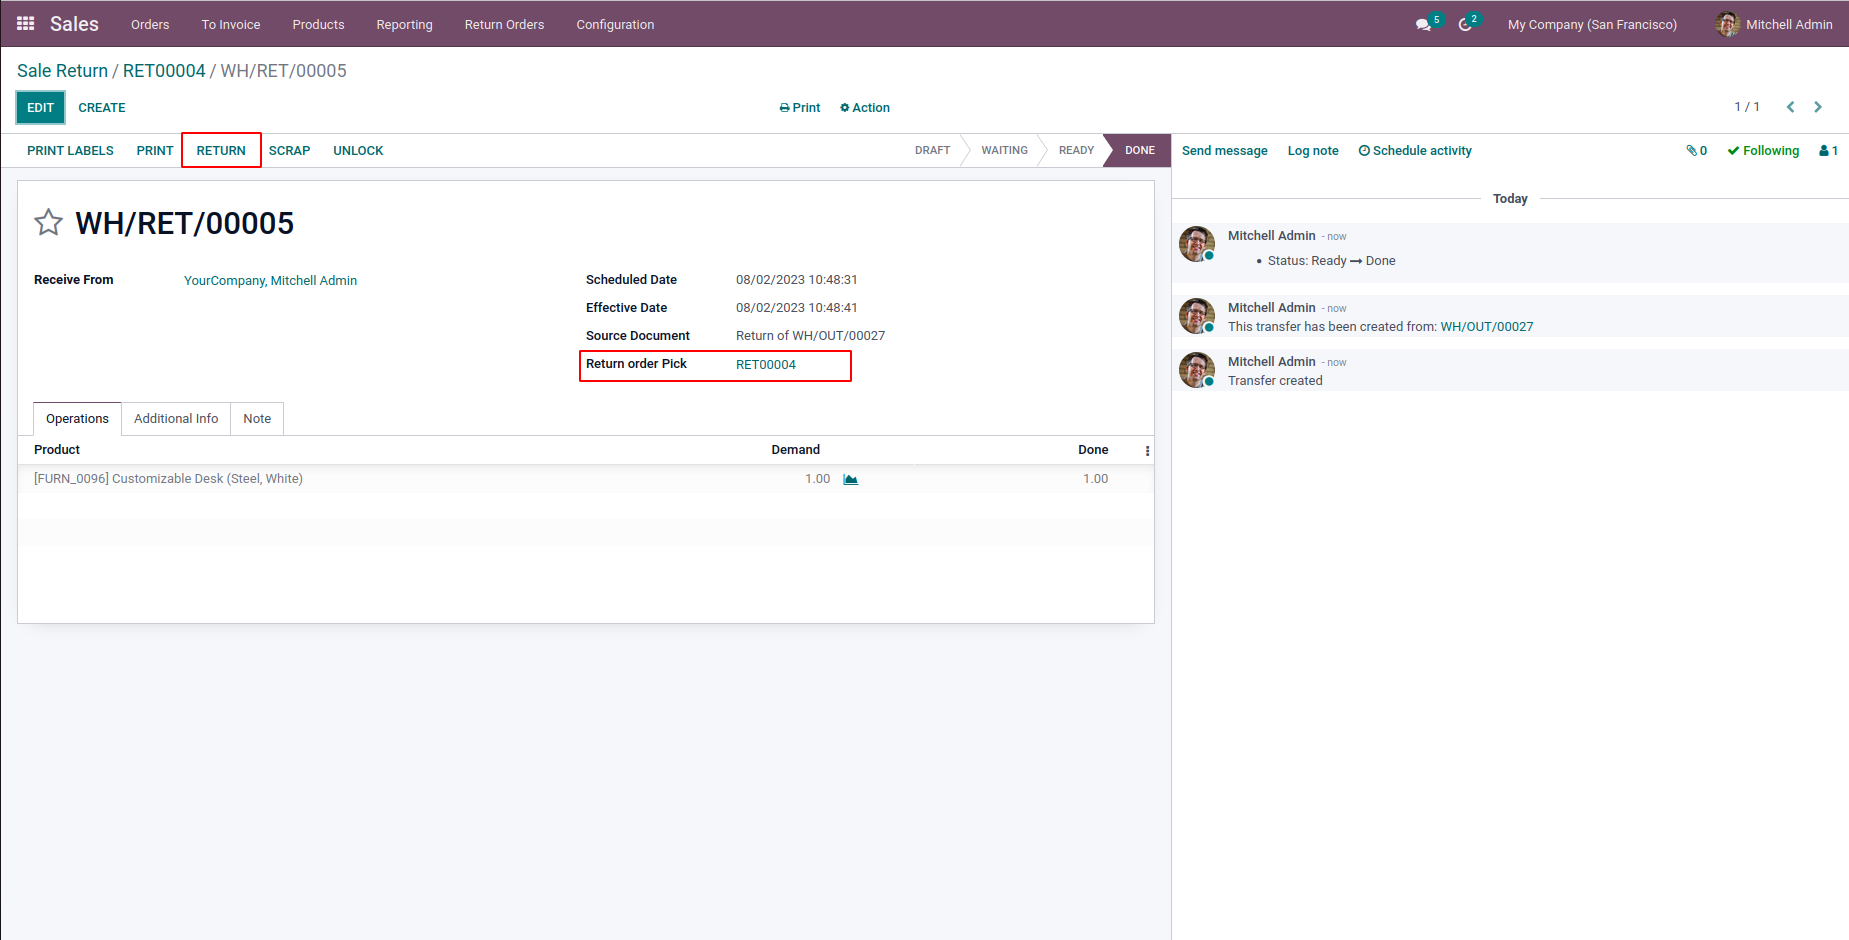 Sales Orders To Invoice Products Reporting Return Orders Configuration 5 2 My Company (San Francisco) Mitchell Admin
Sale Return / RET00004 / WH/RET/00005
EDIT CREATE Print Action 1 / 1
PRINT LABELS PRINT RETURN SCRAP UNLOCK DRAFT WAITING READY DONE
Send message Log note Schedule activity 0 Following 1
WH/RET/00005
Receive From YourCompany, Mitchell Admin
Scheduled Date 08/02/2023 10:48:31
Effective Date 08/02/2023 10:48:41
Source Document Return of WH/OUT/00027
Return order Pick RET00004
Operations Additional Info Note
Product Demand Done
[FURN_0096] Customizable Desk (Steel, White) 1.00 1.00
Today
Mitchell Admin - now
• Status: Ready → Done
Mitchell Admin - now
This transfer has been created from: WH/OUT/00027
Mitchell Admin - now
Transfer created